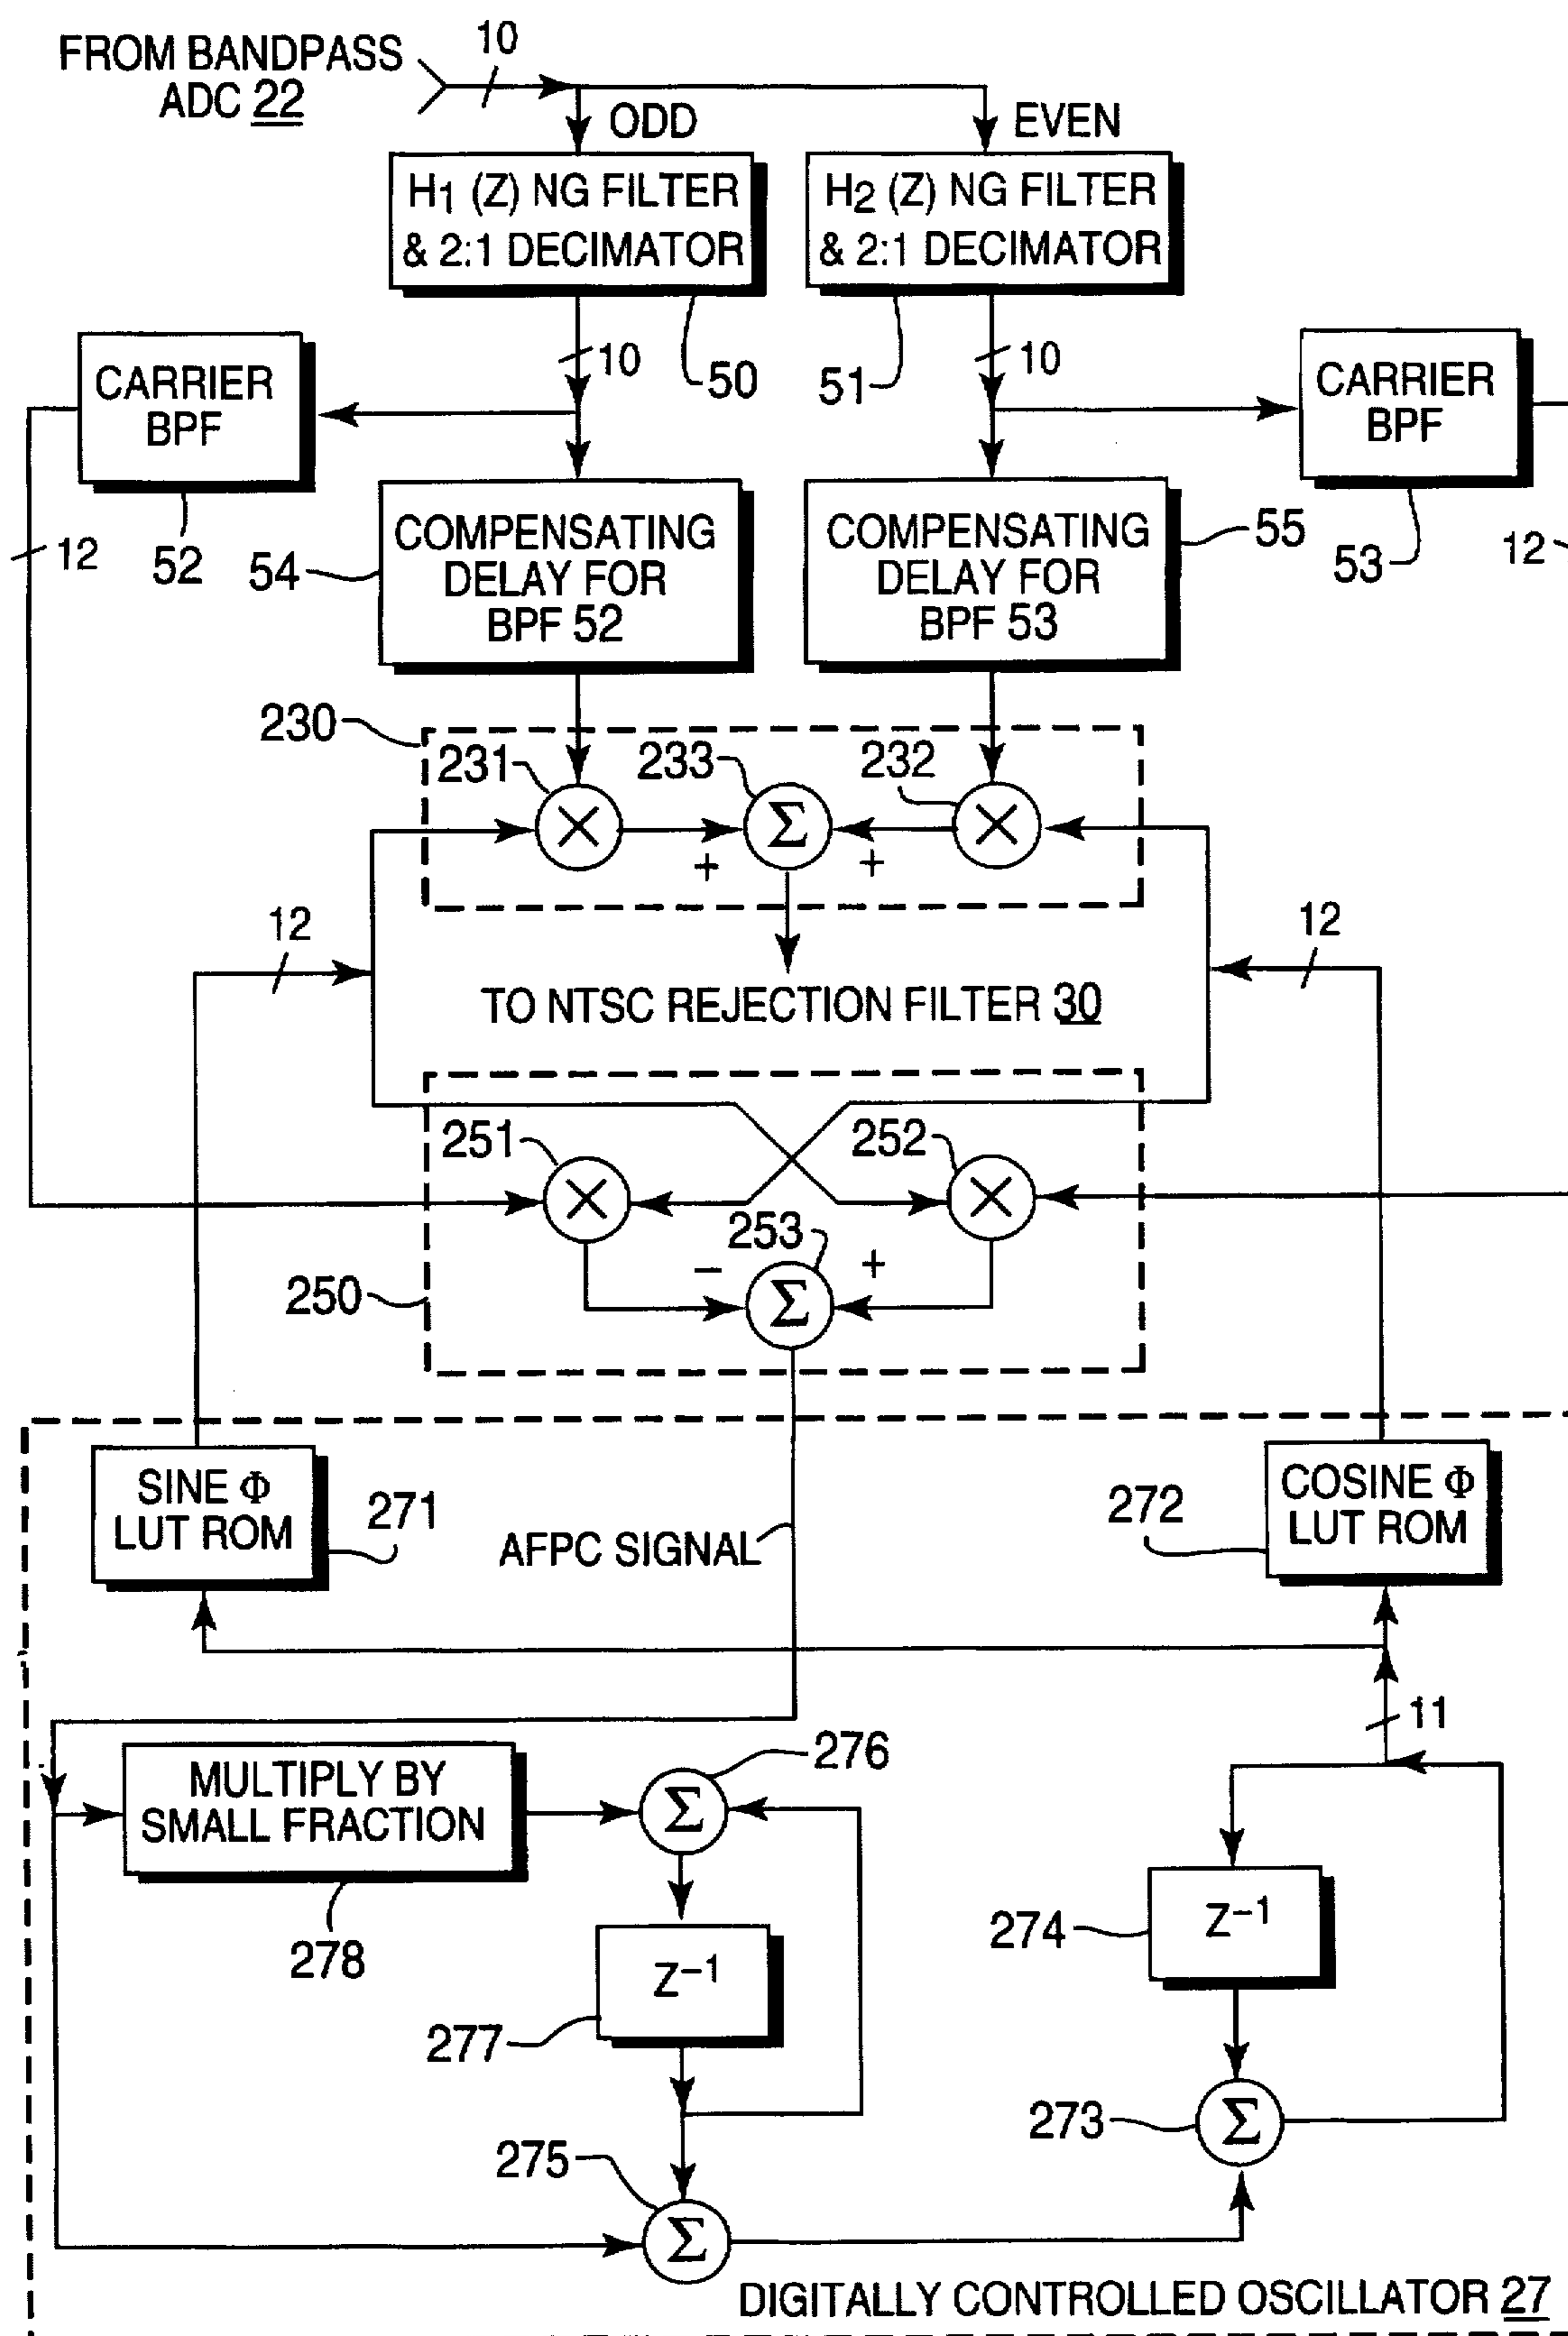 FROM BANDPASS
ADC 22
10
ODD
EVEN
H1 (Z) NG FILTER
& 2:1 DECIMATOR
H2 (Z) NG FILTER
& 2:1 DECIMATOR
10
50
51
10
CARRIER
BPF
CARRIER
BPF
12
52
54
COMPENSATING
DELAY FOR
BPF 52
COMPENSATING
DELAY FOR
BPF 53
55
53
12
230
231
233
232
×
Σ
×
+
+
12
12
TO NTSC REJECTION FILTER 30
251
252
×
×
253
−
+
Σ
250
SINE Φ
LUT ROM
271
AFPC SIGNAL
272
COSINE Φ
LUT ROM
11
MULTIPLY BY
SMALL FRACTION
278
276
Σ
Z−1
277
274
Z−1
273
Σ
275
Σ
DIGITALLY CONTROLLED OSCILLATOR 27